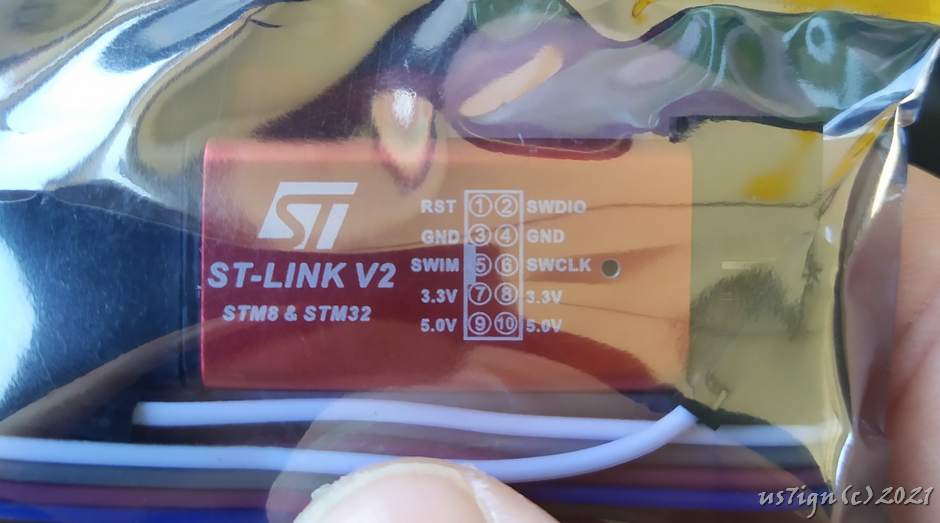 ST
ST-LINK V2
STM8 & STM32
RST 1 2 SWDIO
GND 3 4 GND
SWIM 5 6 SWCLK
3.3V 7 8 3.3V
5.0V 9 10 5.0V
us7ign(c)2021